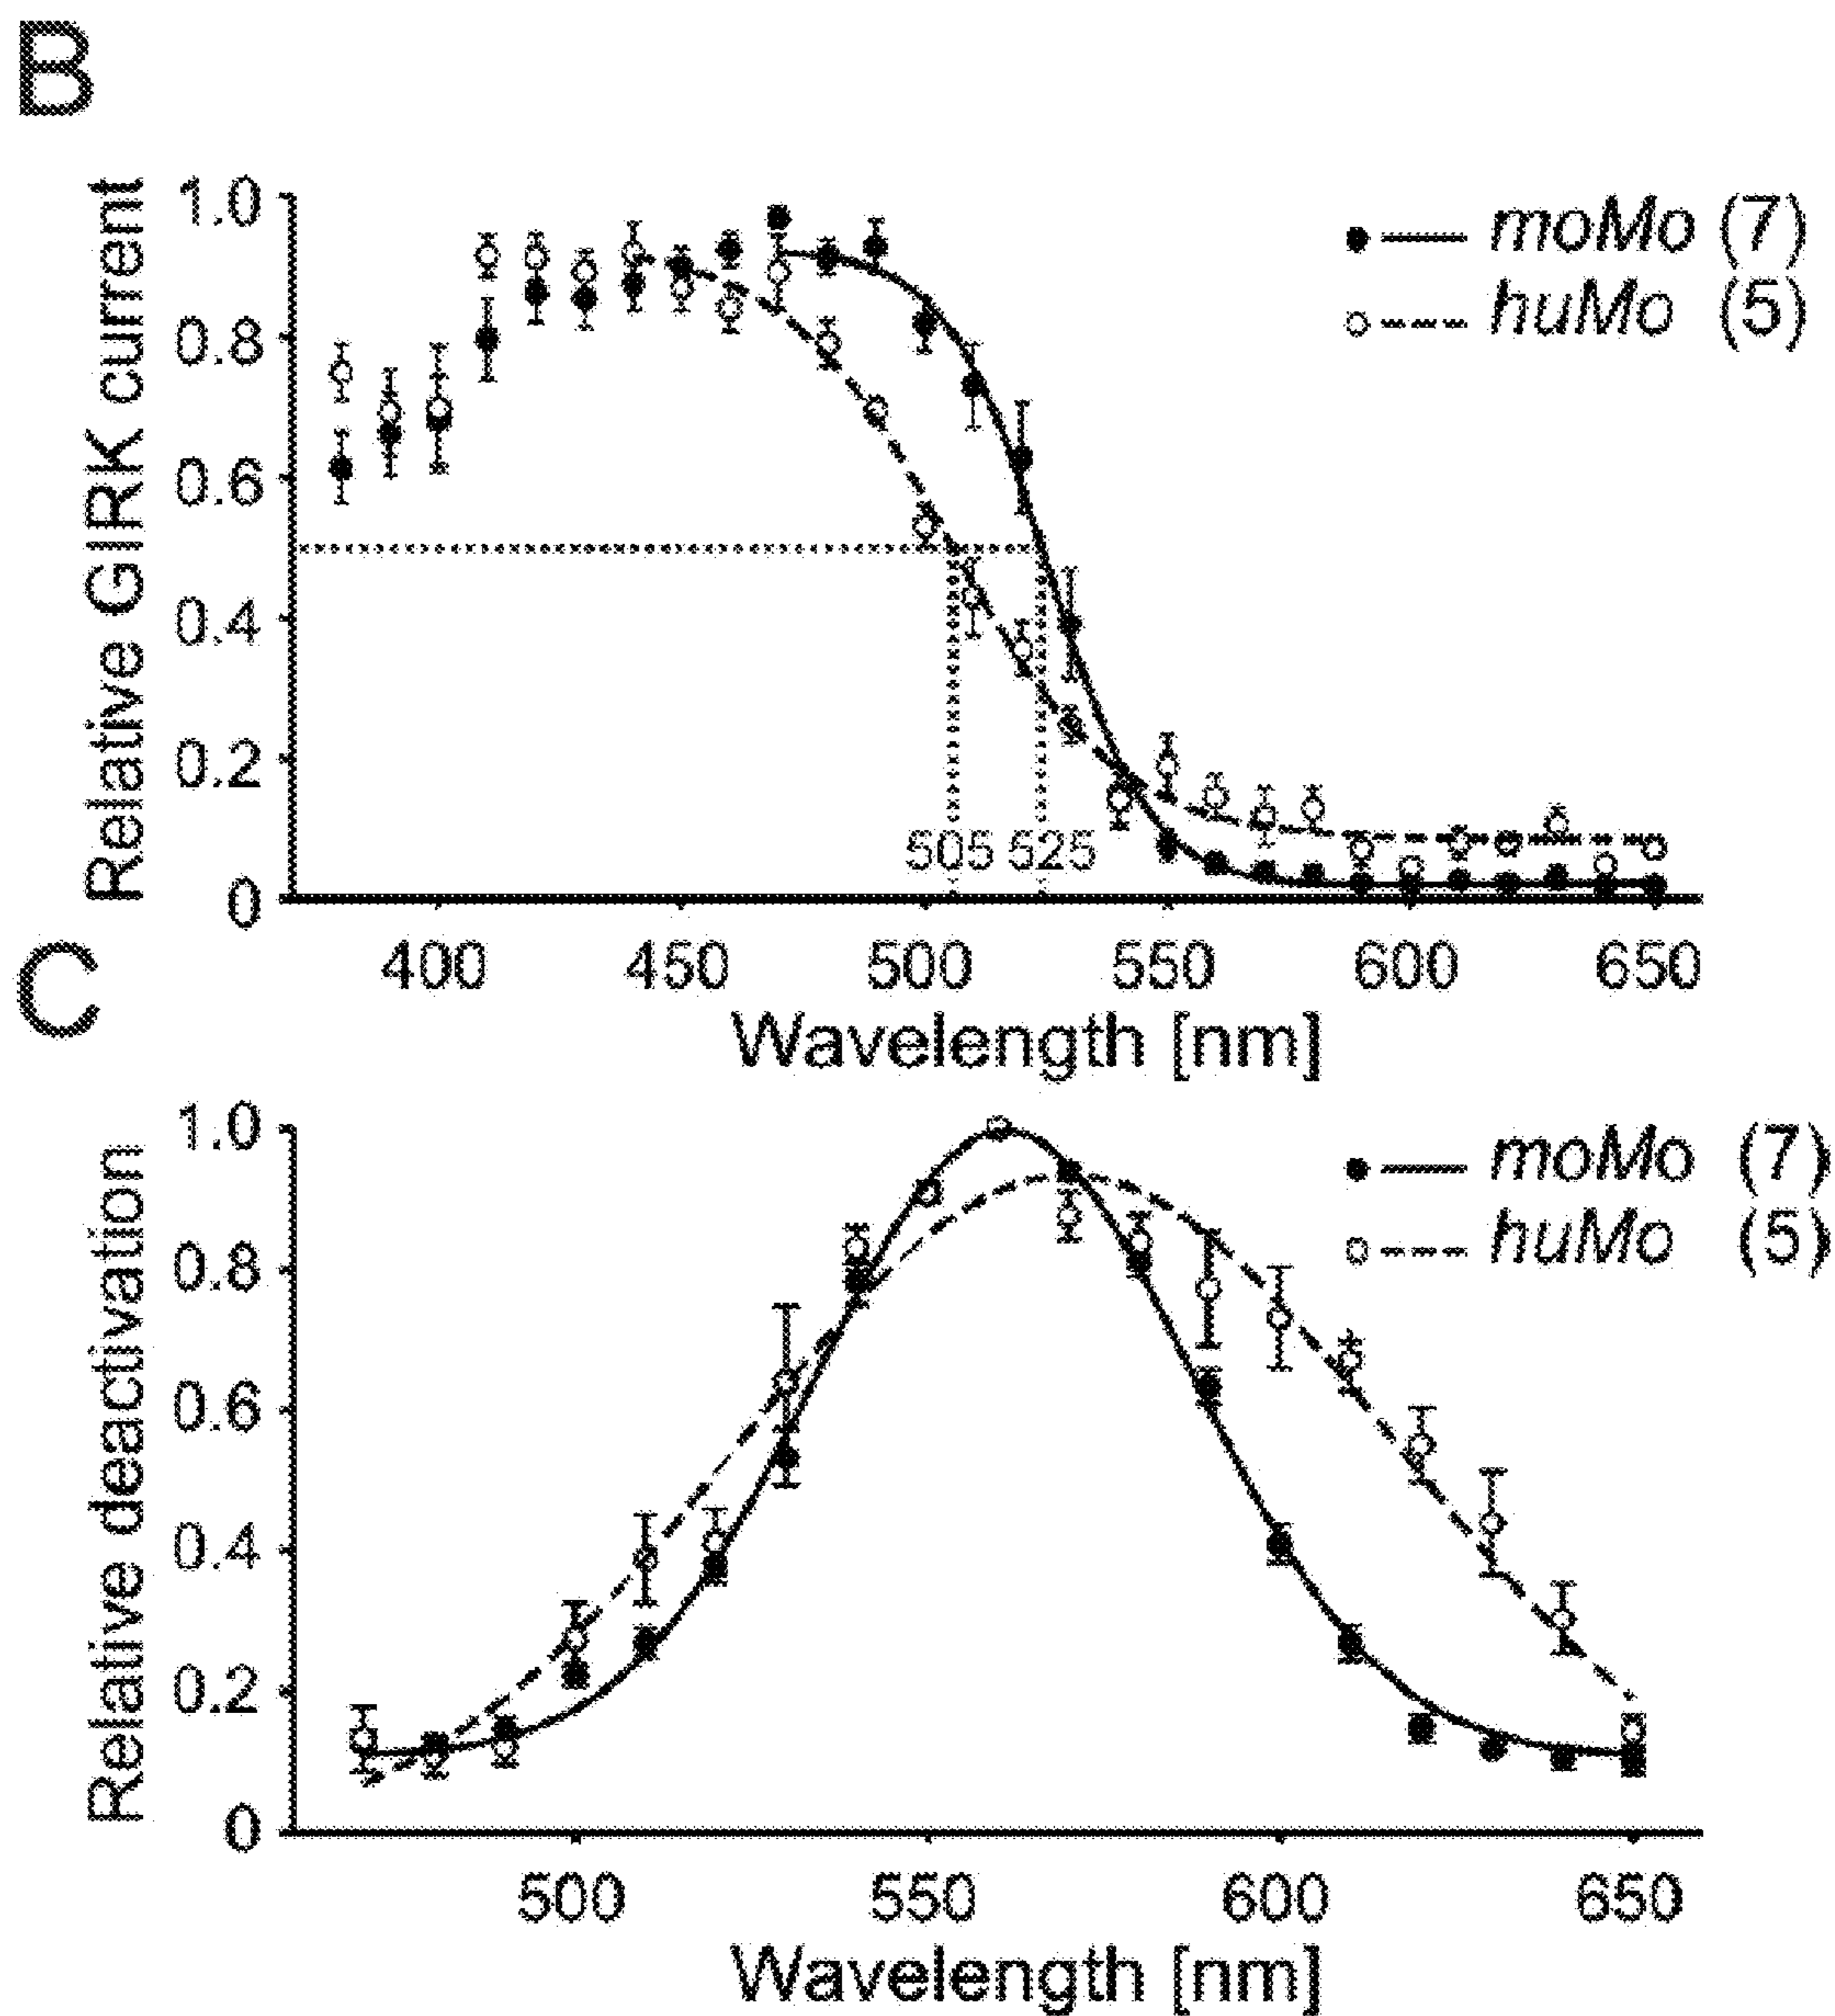 B
Relative GIRK current
1.0
0.8
0.6
0.4
0.2
0
moMo (7)
huMo (5)
505 525
400 450 500 550 600 650
Wavelength [nm]
C
Relative deactivation
1.0
0.8
0.6
0.4
0.2
0
moMo (7)
huMo (5)
500 550 600 650
Wavelength [nm]